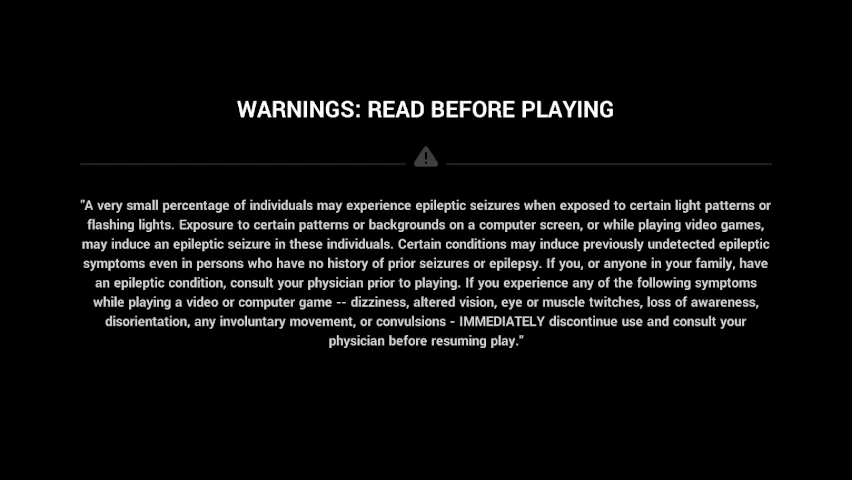 WARNINGS: READ BEFORE PLAYING
"A very small percentage of individuals may experience epileptic seizures when exposed to certain light patterns or
flashing lights. Exposure to certain patterns or backgrounds on a computer screen, or while playing video games,
may induce an epileptic seizure in these individuals. Certain conditions may induce previously undetected epileptic
symptoms even in persons who have no history of prior seizures or epilepsy. If you, or anyone in your family, have
an epileptic condition, consult your physician prior to playing. If you experience any of the following symptoms
while playing a video or computer game -- dizziness, altered vision, eye or muscle twitches, loss of awareness,
disorientation, any involuntary movement, or convulsions - IMMEDIATELY discontinue use and consult your
physician before resuming play."